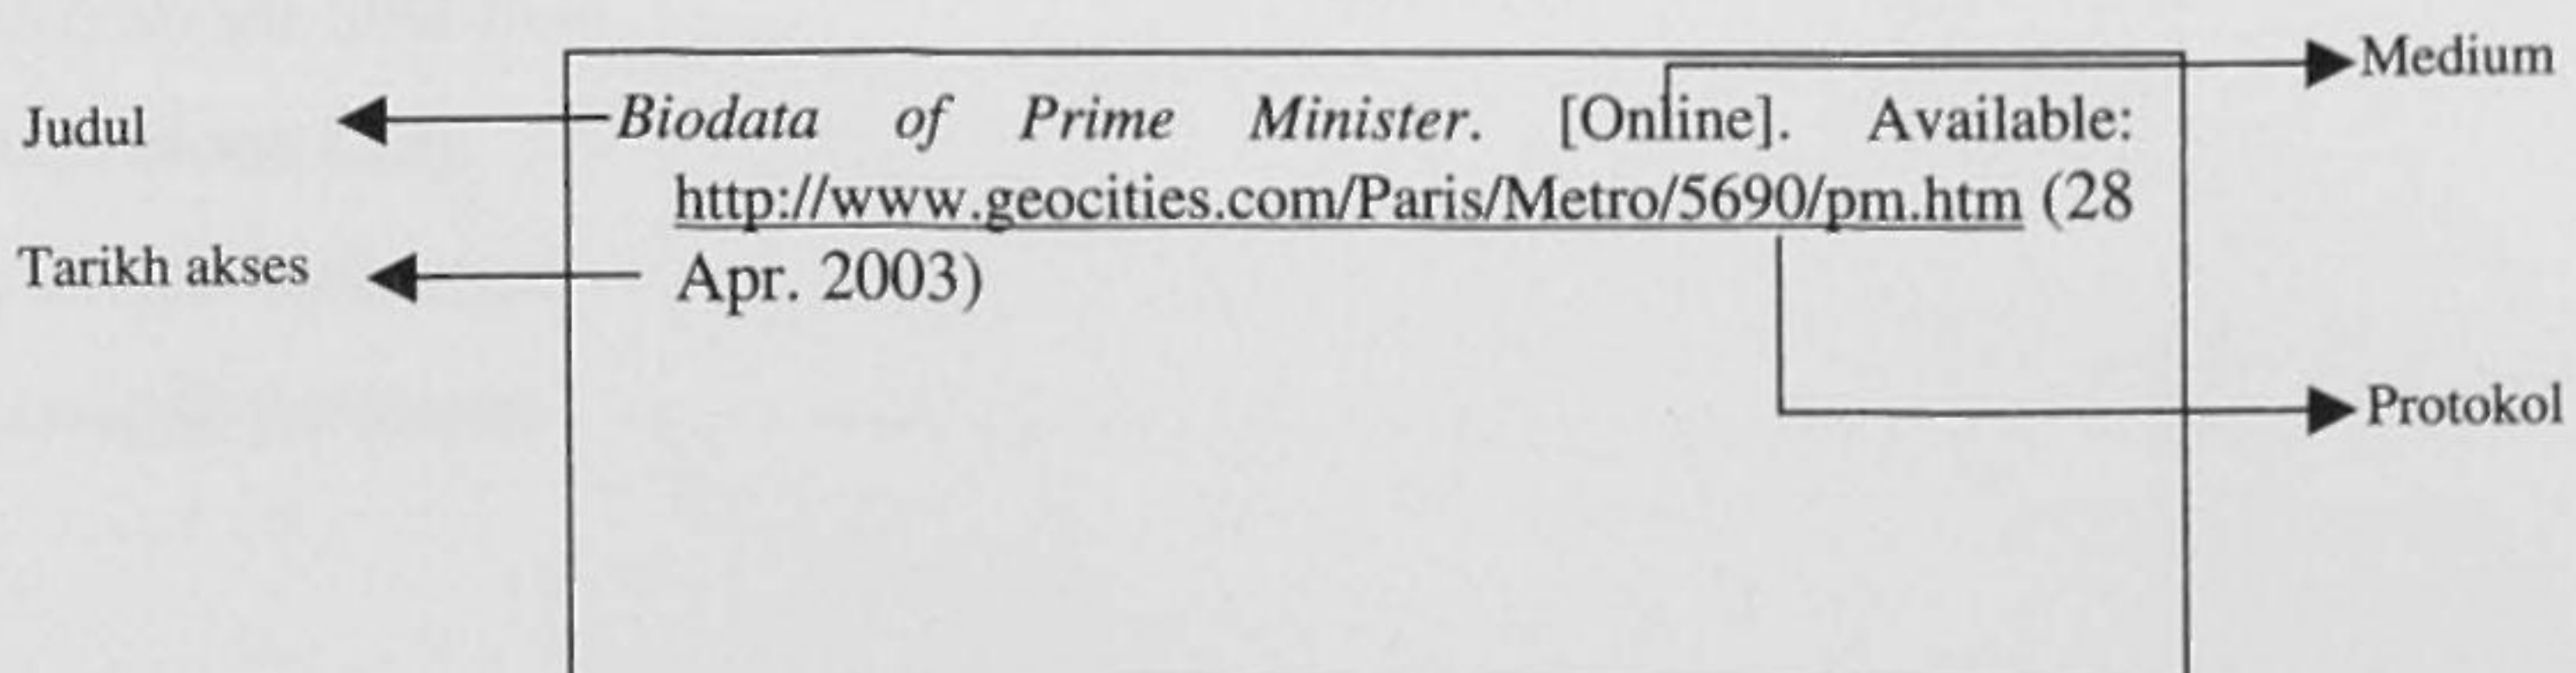 Medium
Judul
Biodata of Prime Minister. [Online]. Available:
http://www.geocities.com/Paris/Metro/5690/pm.htm (28
Tarikh akses
Apr. 2003)
Protokol